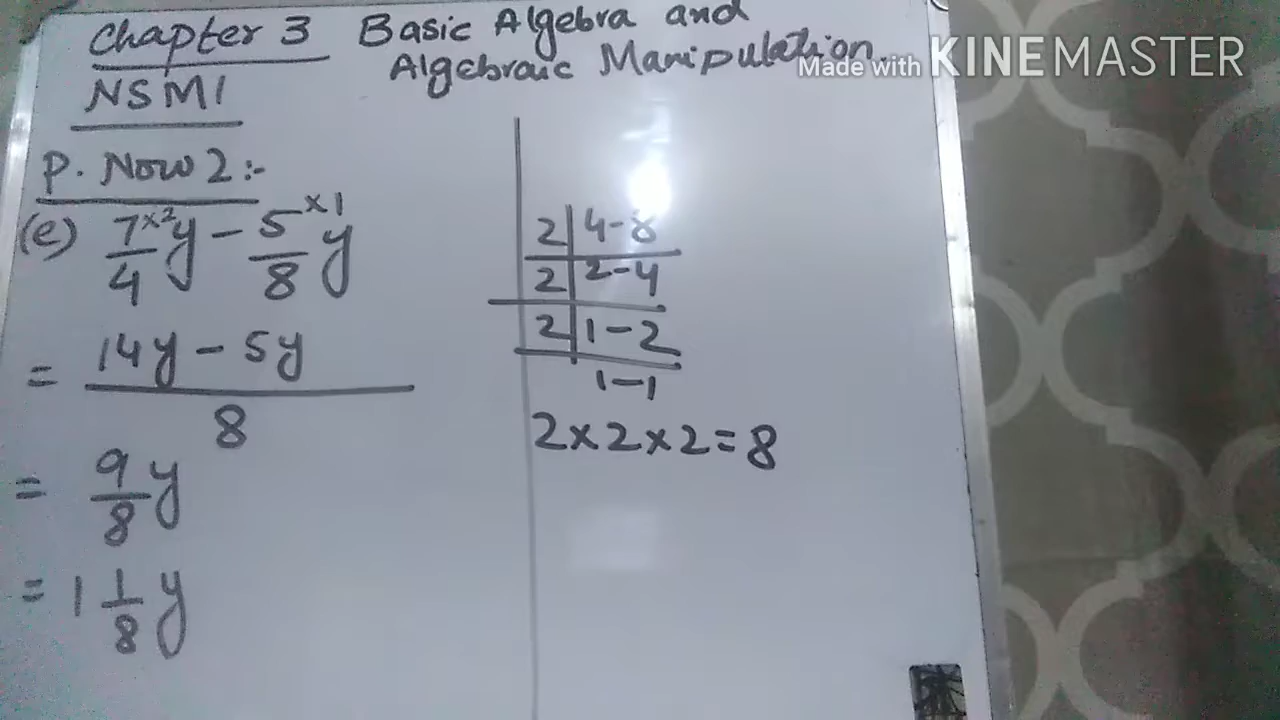 Chapter 3 Basic Algebra and
Algebraic Manipulation
Made with KINEMASTER
NSM1
P. Now 2:-
(e) 7/4 ×2 y - 5/8 ×1 y
= 14y - 5y / 8
= 9/8 y
= 1 1/8 y
2 | 4-8
2 | 2-4
2 | 1-2
1-1
2×2×2=8